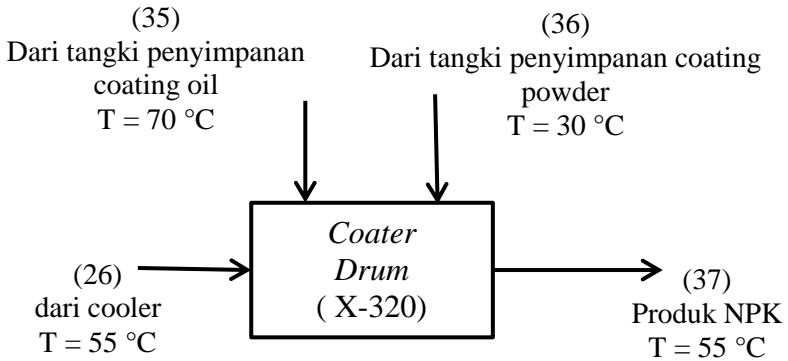 (35)
Dari tangki penyimpanan
coating oil
T = 70 °C
(36)
Dari tangki penyimpanan coating
powder
T = 30 °C
Coater
Drum
( X-320)
(26)
dari cooler
T = 55 °C
(37)
Produk NPK
T = 55 °C